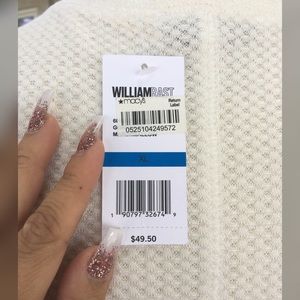 WILLIAM RAST
★macy's Return
Label
0525104249572
XL
1 90797 32674 9
$49.50